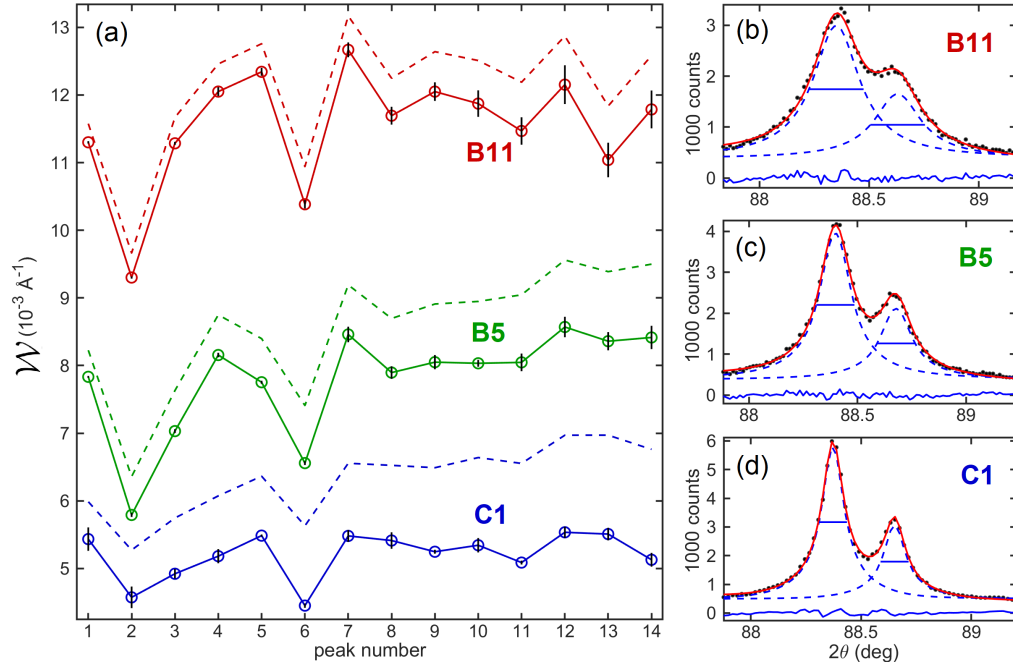 (a)
13
12
11
10
9
8
7
6
5
𝒲 (10⁻³ Å⁻¹)
B11
B5
C1
1 2 3 4 5 6 7 8 9 10 11 12 13 14
peak number
(b)
B11
3
2
1
0
1000 counts
88 88.5 89
(c)
B5
4
3
2
1
0
1000 counts
88 88.5 89
(d)
C1
6
5
4
3
2
1
0
1000 counts
88 88.5 89
2θ (deg)